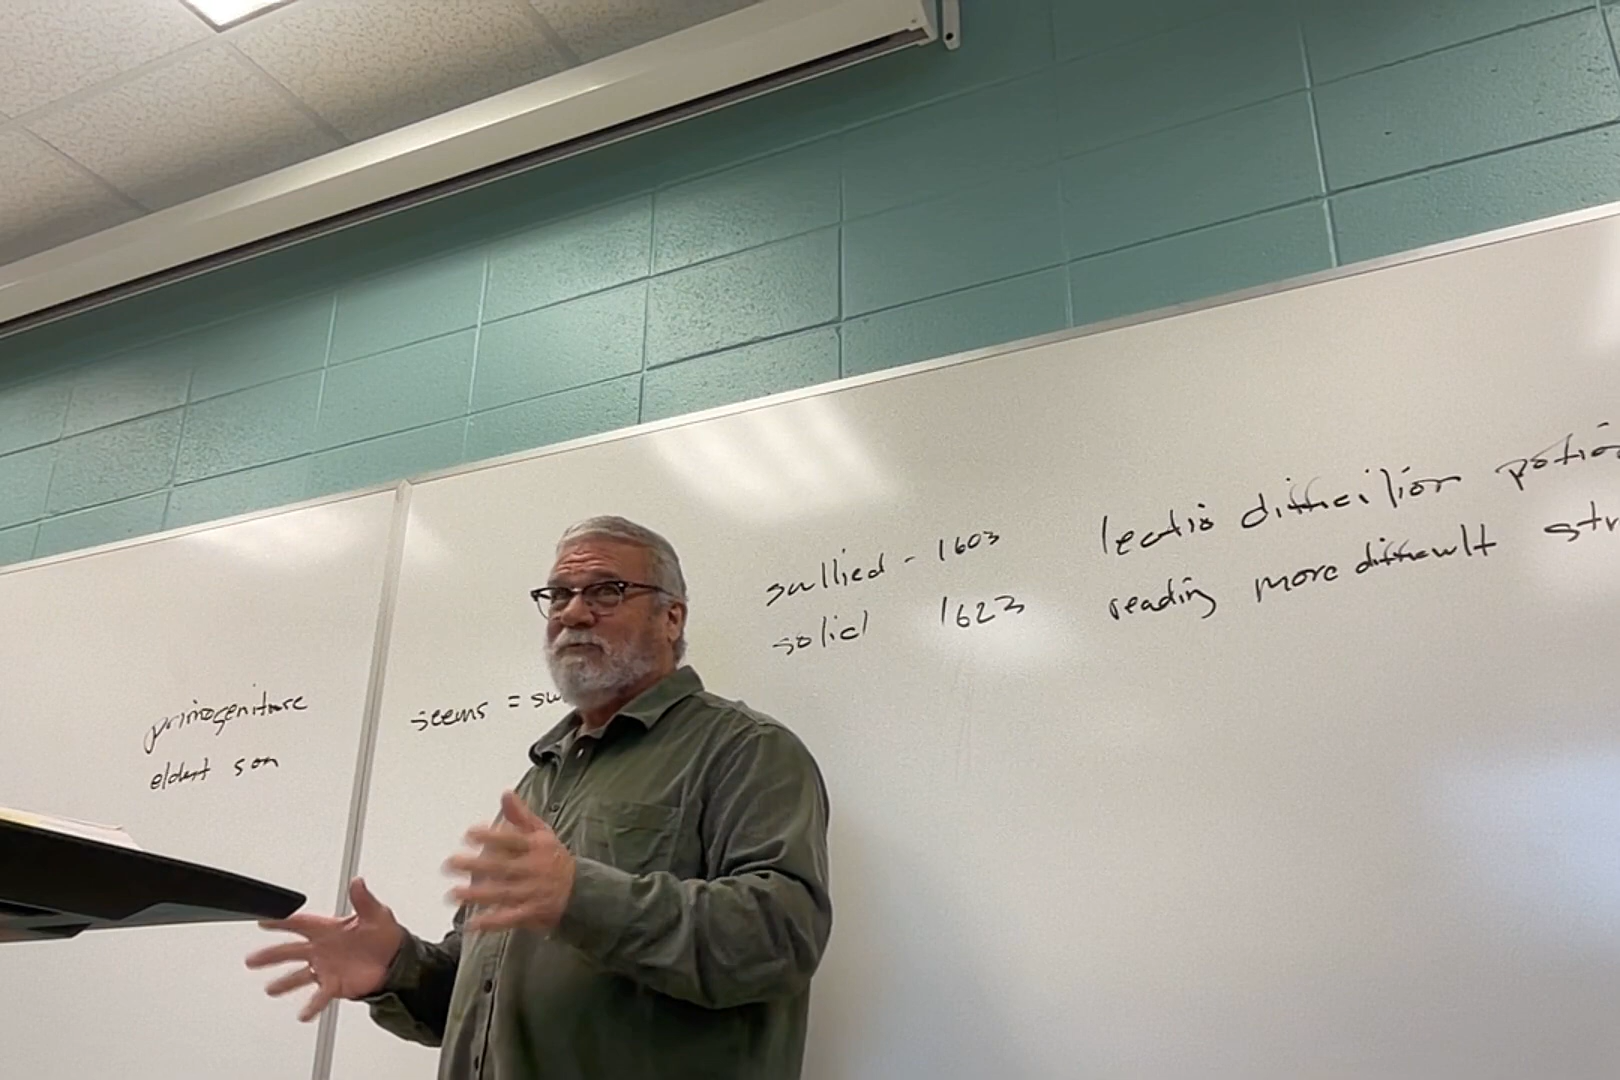 primogeniture
eldest son
seems =
sullied - 1603
solid 1623
lectio difficilior
reading more difficult